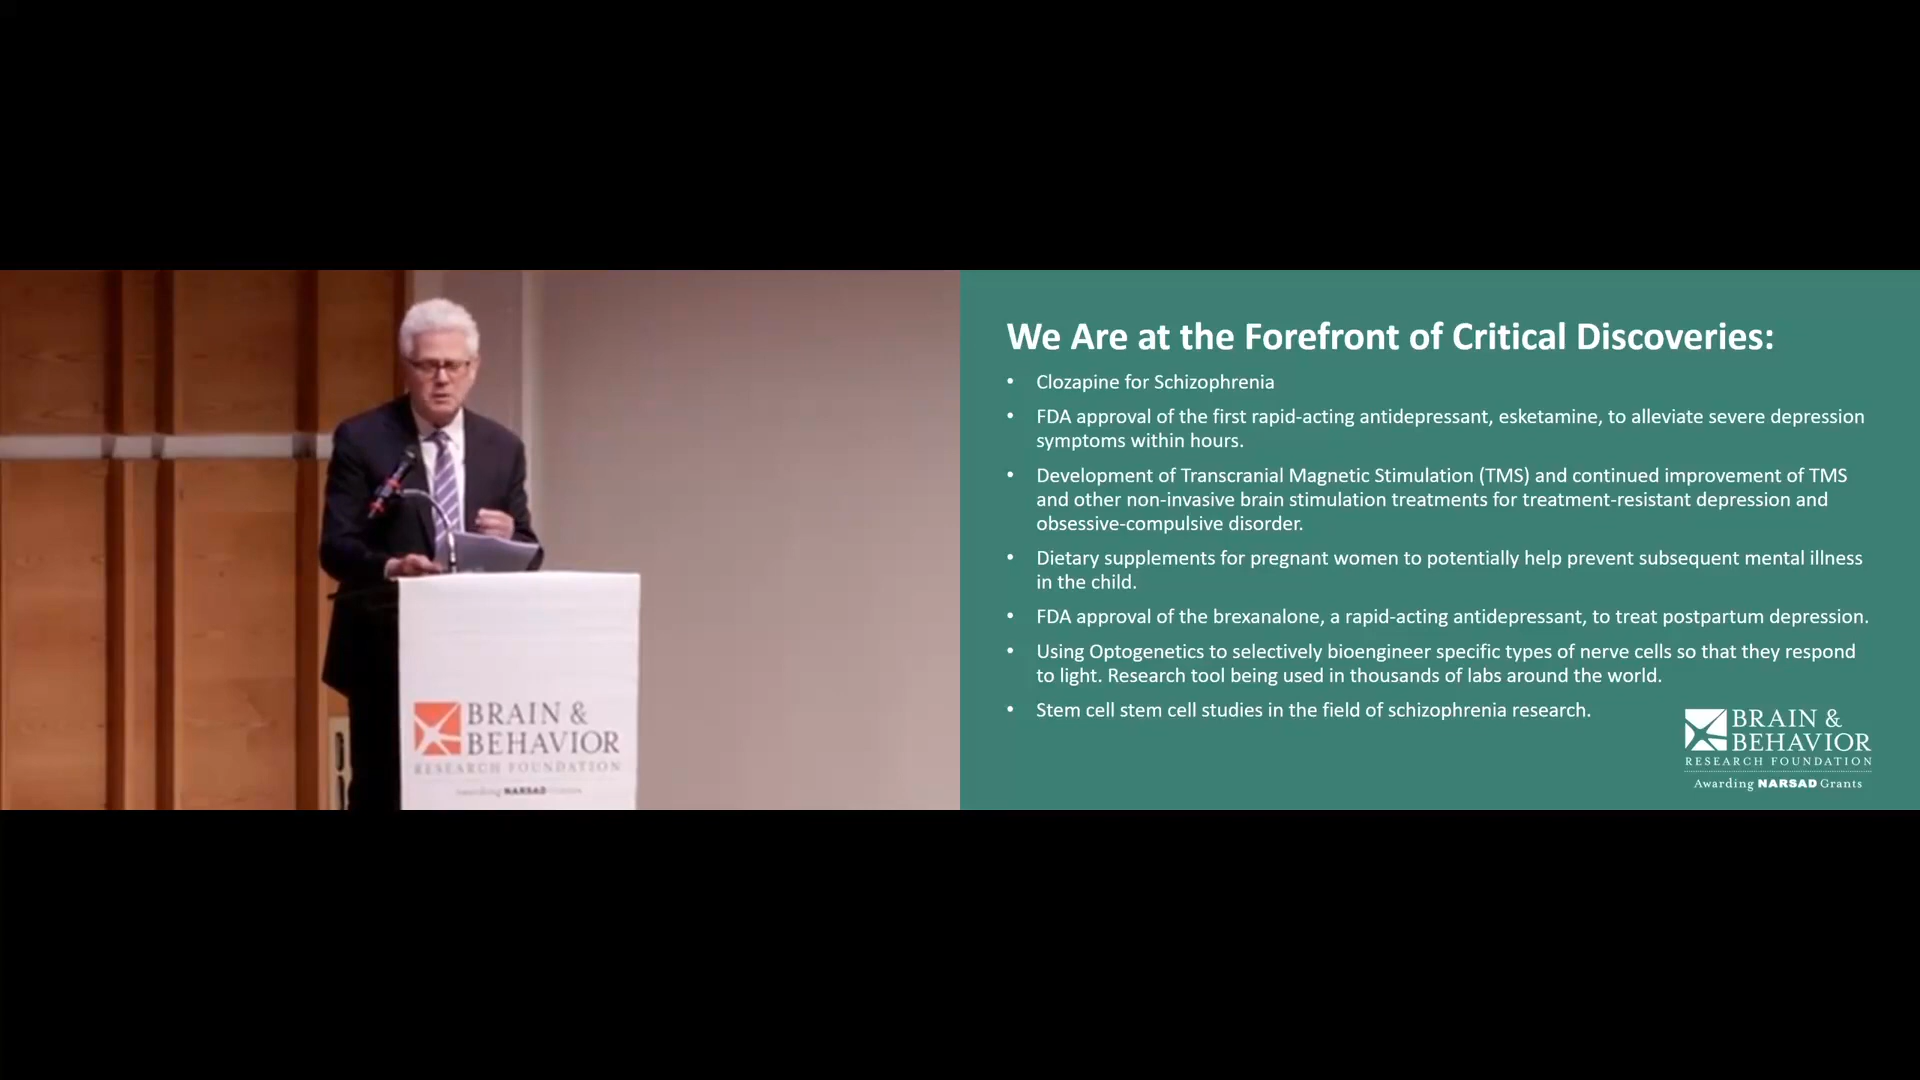 We Are at the Forefront of Critical Discoveries:
• Clozapine for Schizophrenia
• FDA approval of the first rapid-acting antidepressant, esketamine, to alleviate severe depression
symptoms within hours.
• Development of Transcranial Magnetic Stimulation (TMS) and continued improvement of TMS
and other non-invasive brain stimulation treatments for treatment-resistant depression and
obsessive-compulsive disorder.
• Dietary supplements for pregnant women to potentially help prevent subsequent mental illness
in the child.
• FDA approval of the brexanalone, a rapid-acting antidepressant, to treat postpartum depression.
• Using Optogenetics to selectively bioengineer specific types of nerve cells so that they respond
to light. Research tool being used in thousands of labs around the world.
• Stem cell stem cell studies in the field of schizophrenia research.
BRAIN &
BEHAVIOR
RESEARCH FOUNDATION
Awarding NARSAD Grants
BRAIN &
BEHAVIOR
RESEARCH FOUNDATION
Awarding NARSAD Grants